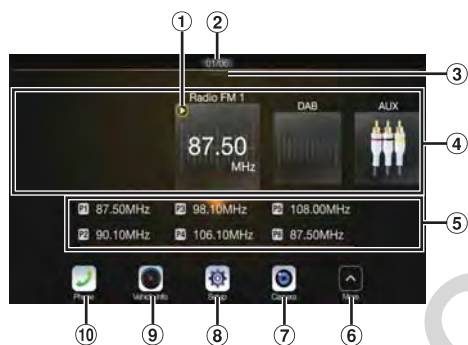 ① ② ③ ④ ⑤ ⑥ ⑦ ⑧ ⑨ ⑩
01/06
Radio FM 1
DAB
AUX
87.50
MHz
P1 87.50MHz P3 98.10MHz P5 108.00MHz
P2 90.10MHz P4 106.10MHz P6 87.50MHz
Phone Vehicle Info Setup Camera More